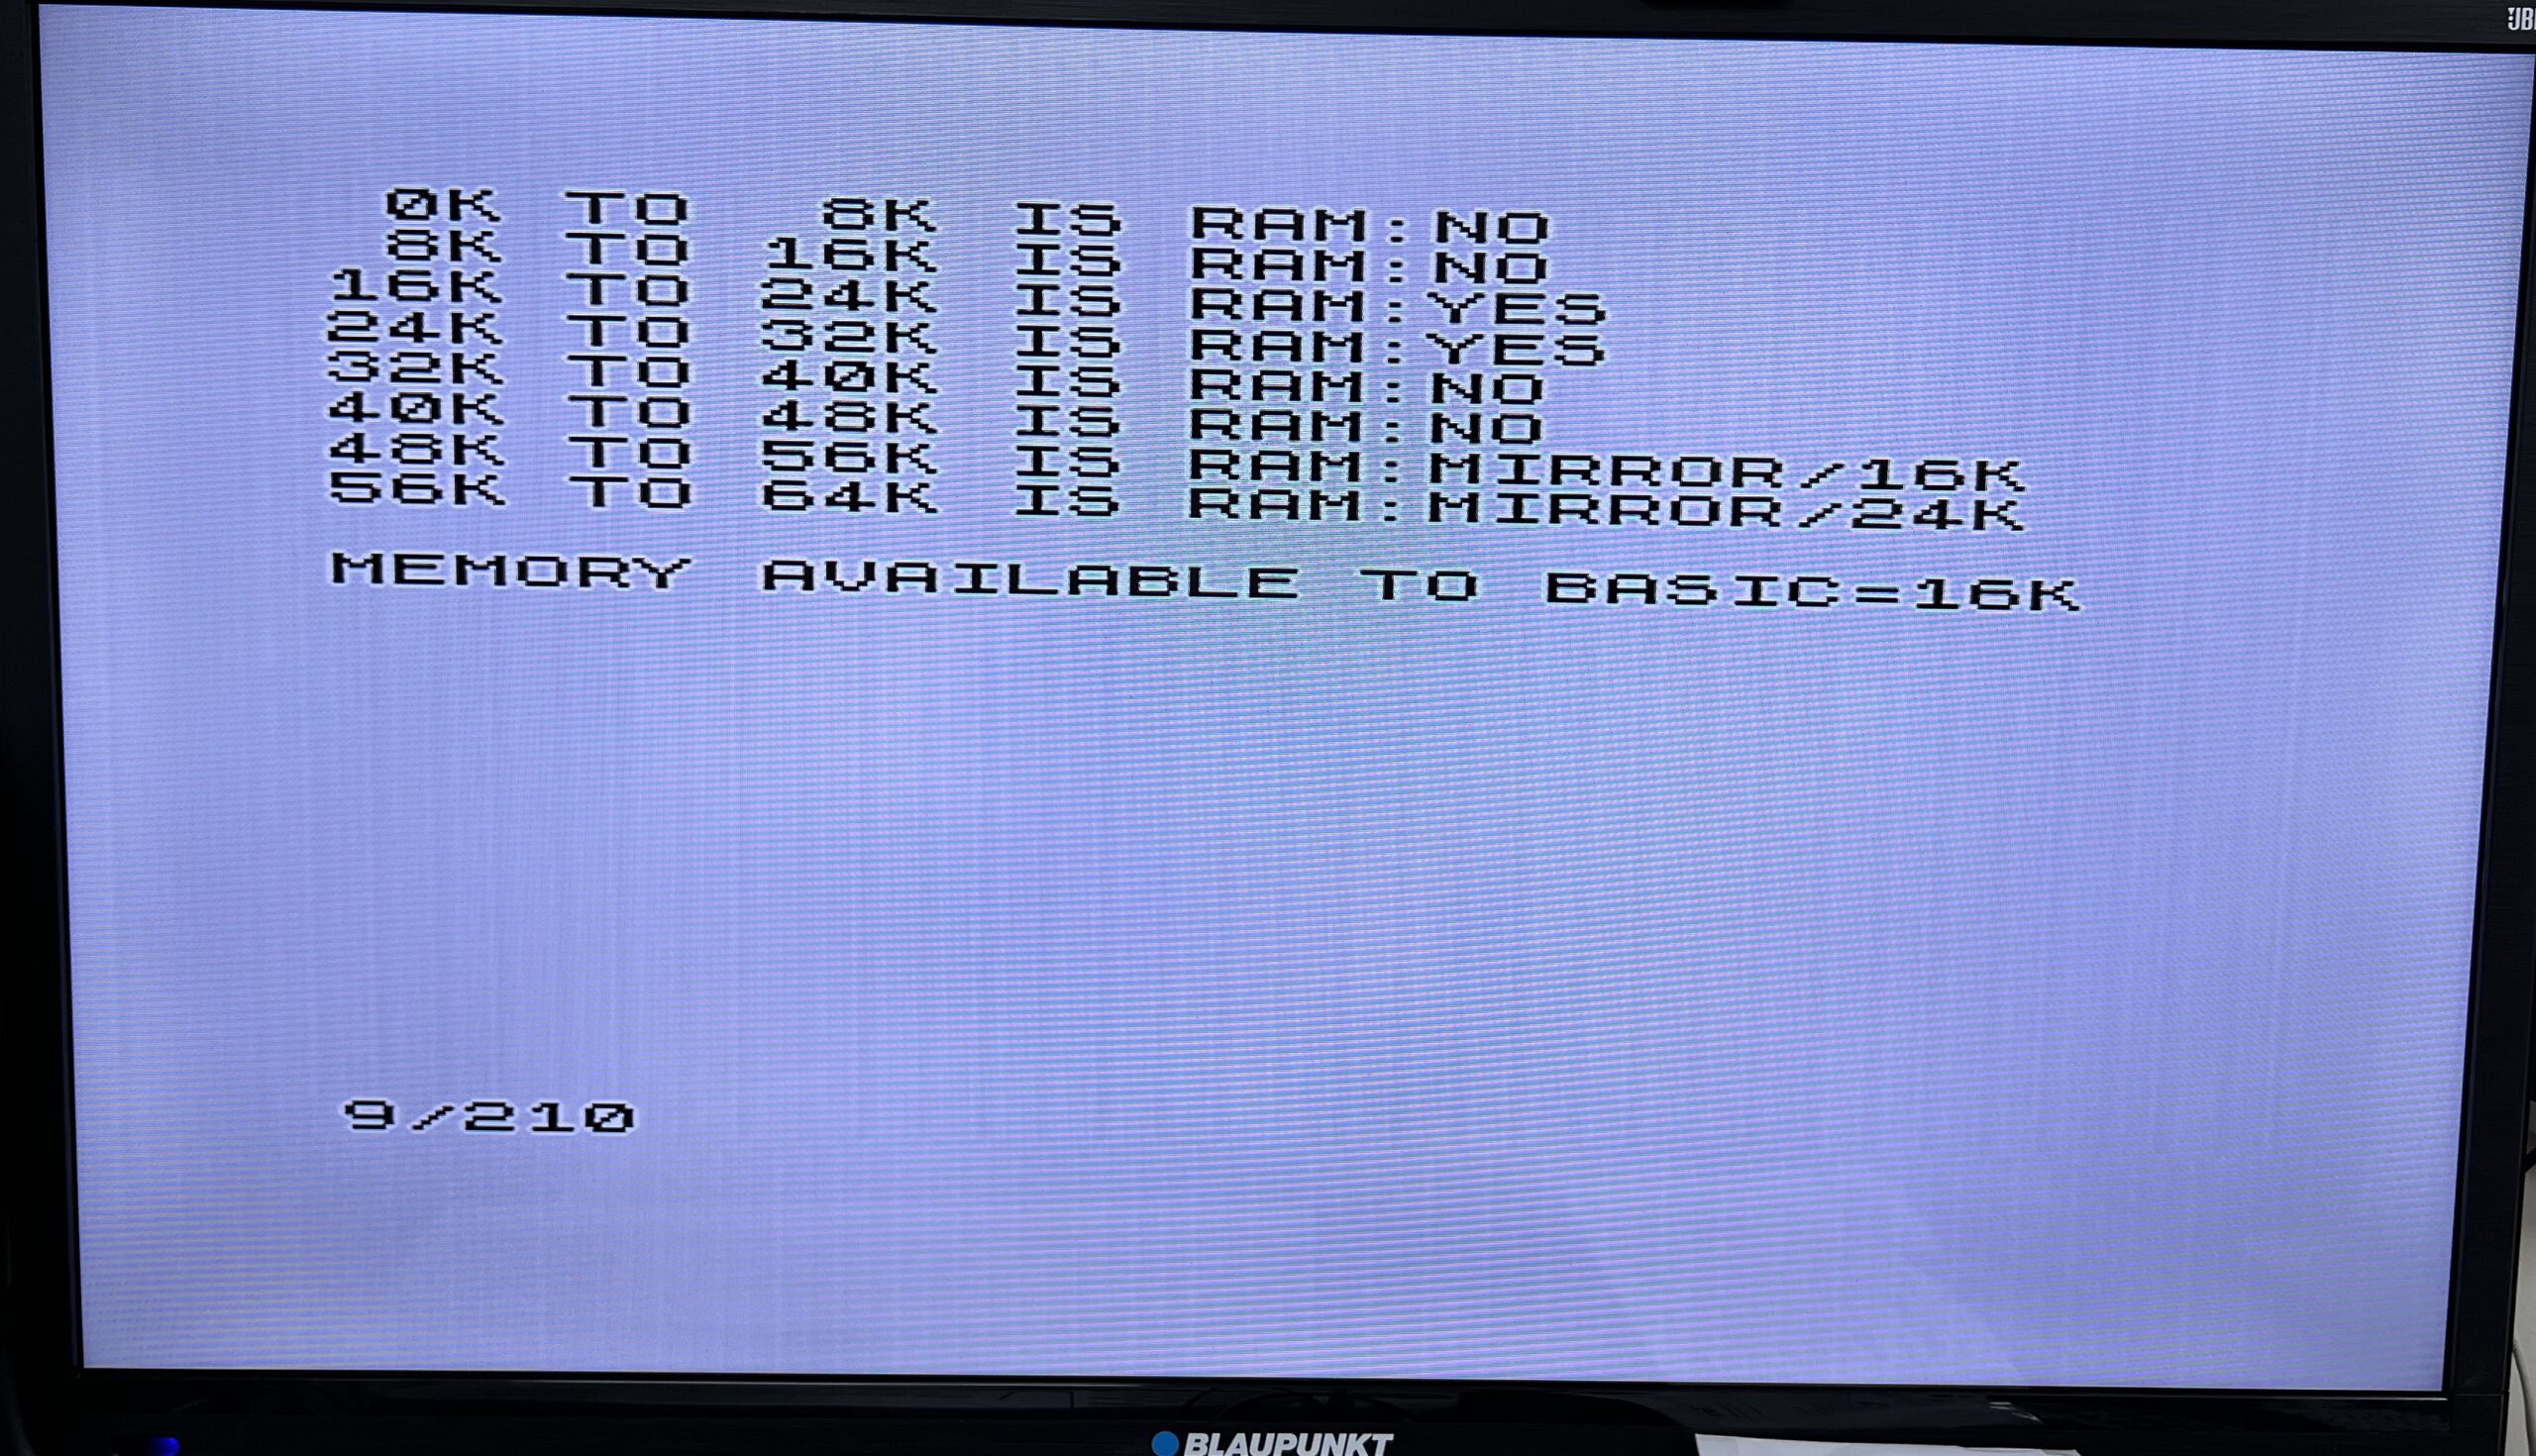 0K TO 8K IS RAM:NO
8K TO 16K IS RAM:NO
16K TO 24K IS RAM:YES
24K TO 32K IS RAM:YES
32K TO 40K IS RAM:NO
40K TO 48K IS RAM:NO
48K TO 56K IS RAM:MIRROR/16K
56K TO 64K IS RAM:MIRROR/24K
MEMORY AVAILABLE TO BASIC=16K
9/210
BLAUPUNKT